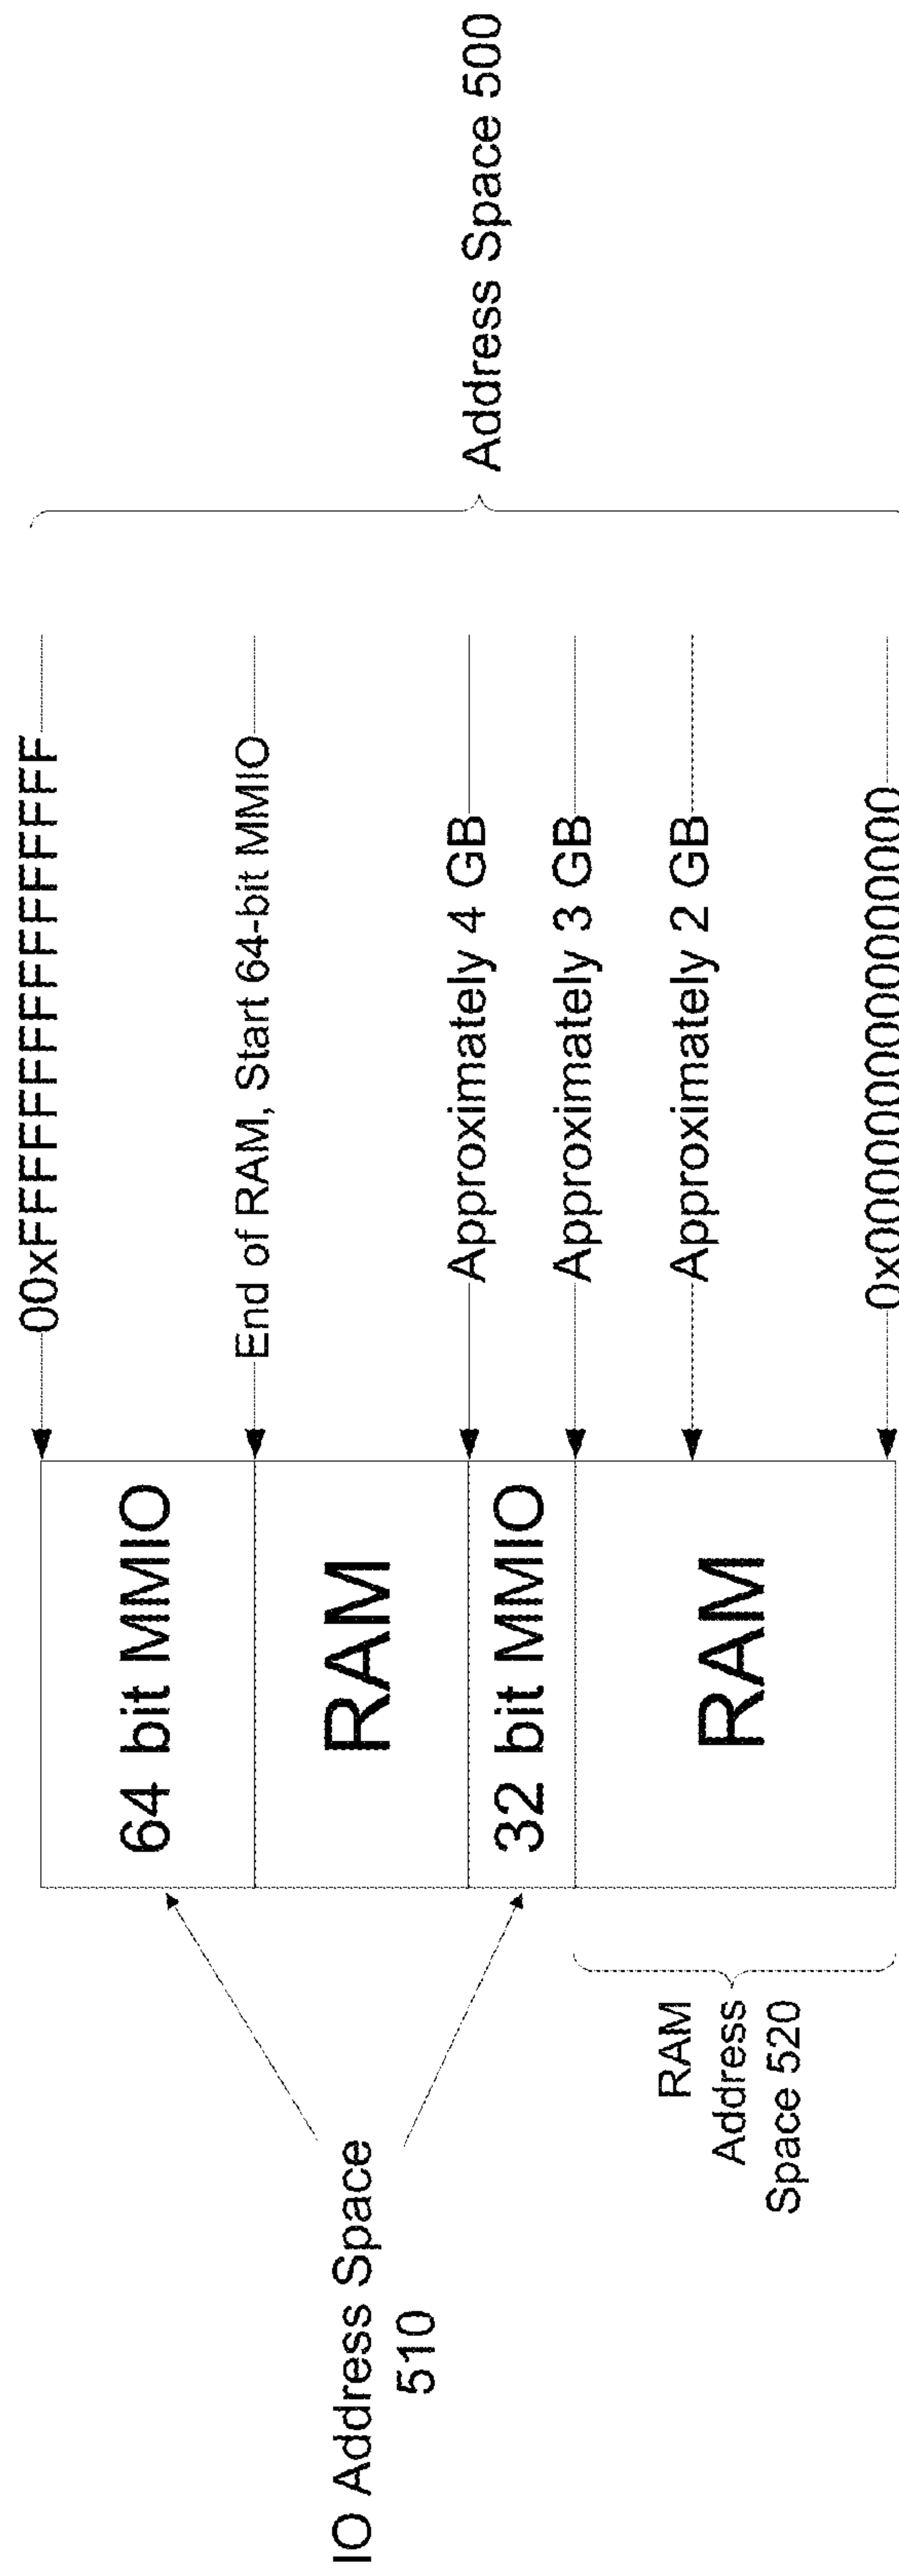 00xFFFFFFFFFFFFFFFF
64 bit MMIO
End of RAM, Start 64-bit MMIO
RAM
Approximately 4 GB
32 bit MMIO
Approximately 3 GB
RAM
Approximately 2 GB
0x0000000000000000
IO Address Space
510
RAM
Address
Space 520
Address Space 500